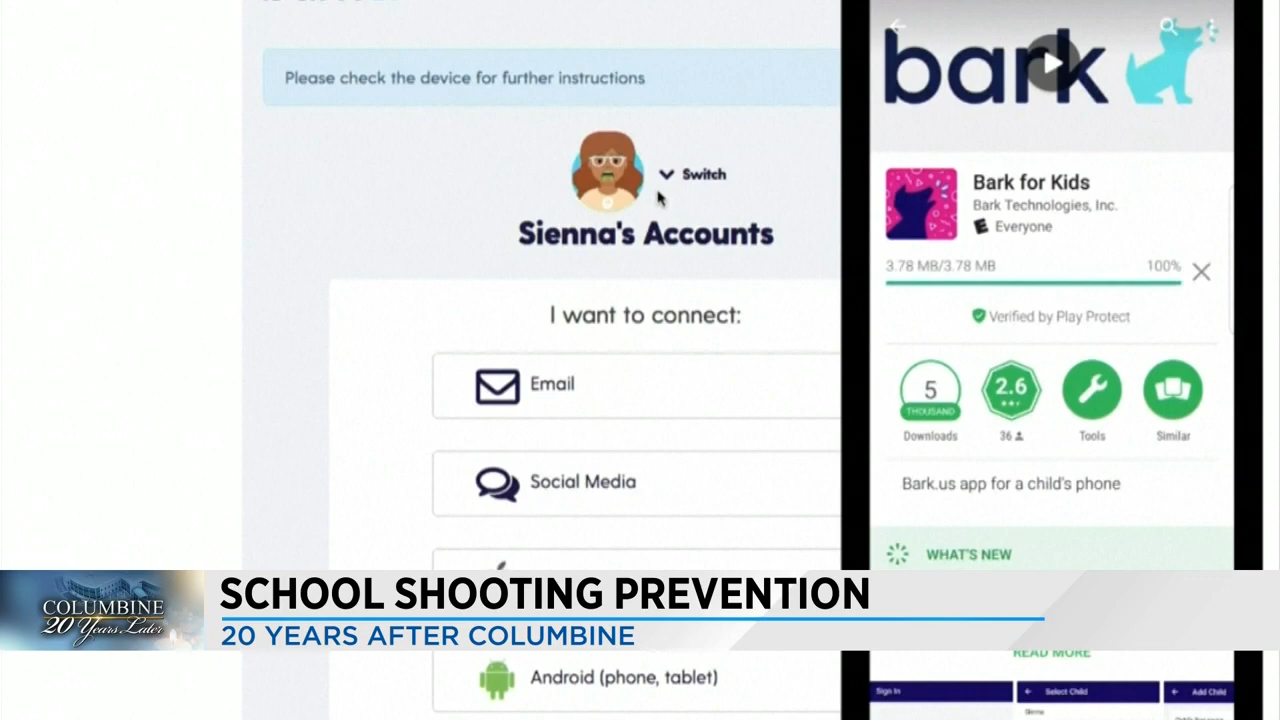 Please check the device for further instructions
Switch
Sienna's Accounts
I want to connect:
Email
Social Media
Android (phone, tablet)
bark
Bark for Kids
Bark Technologies, Inc.
E Everyone
3.78 MB/3.78 MB 100%
Verified by Play Protect
5
THOUSAND
2.6
Downloads 36 Tools Similar
Bark.us app for a child's phone
WHAT'S NEW
READ MORE
Sign In Select Child Add Child
Sienna
COLUMBINE
20 Years Later
SCHOOL SHOOTING PREVENTION
20 YEARS AFTER COLUMBINE